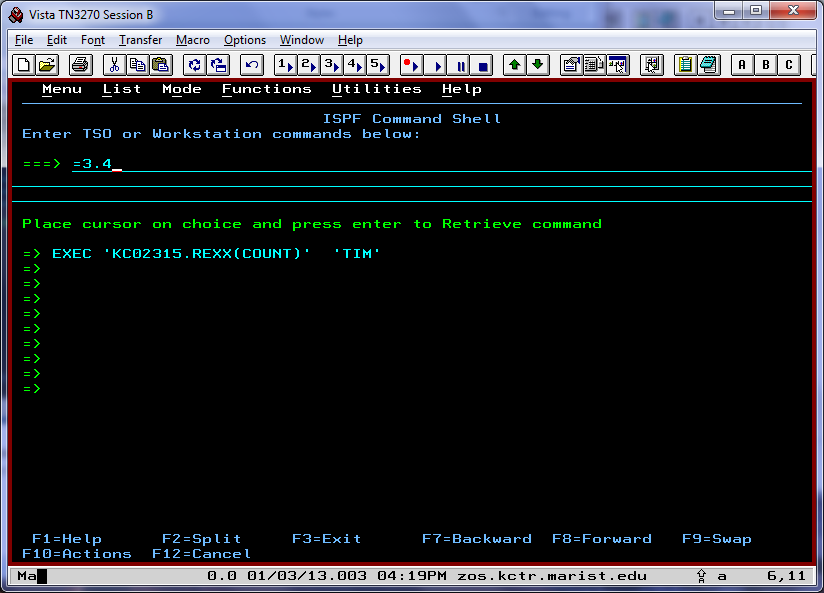 Vista TN3270 Session B
File Edit Font Transfer Macro Options Window Help
1 2 3 4 5 A B C
Menu List Mode Functions Utilities Help
ISPF Command Shell
Enter TSO or Workstation commands below:
===> =3.4_
Place cursor on choice and press enter to Retrieve command
=> EXEC 'KC02315.REXX(COUNT)' 'TIM'
=>
=>
=>
=>
=>
=>
=>
=>
=>
F1=Help F2=Split F3=Exit F7=Backward F8=Forward F9=Swap
F10=Actions F12=Cancel
Ma 0.0 01/03/13.003 04:19PM zos.kctr.marist.edu a 6,11